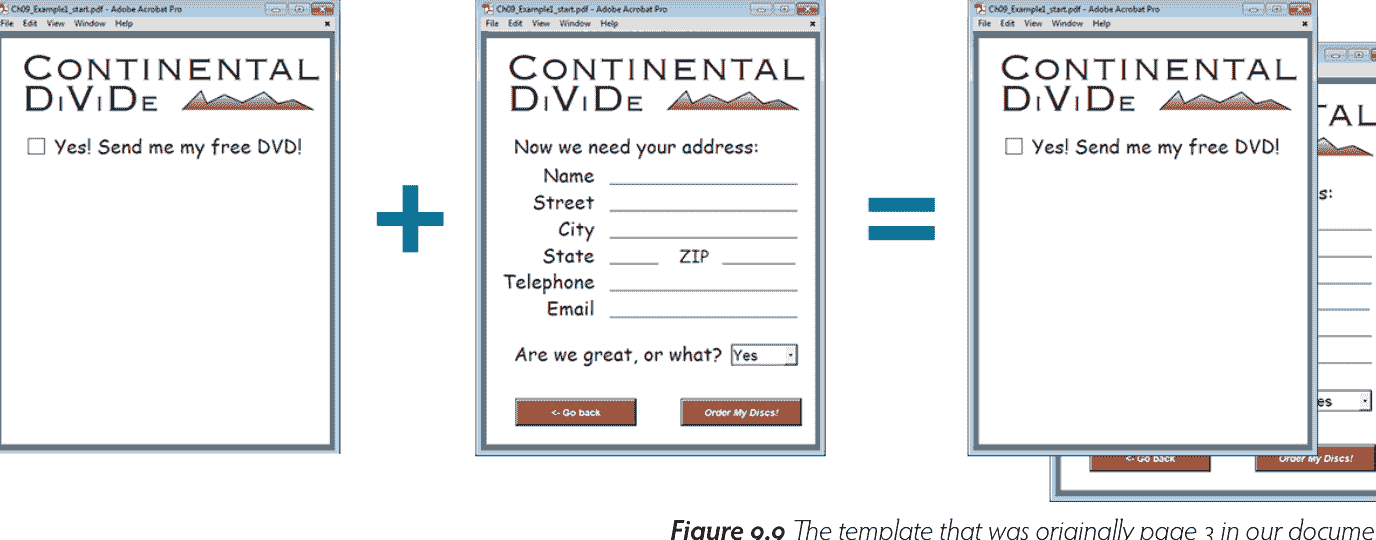 Ch09_Example1_start.pdf - Adobe Acrobat Pro
File Edit View Window Help
CONTINENTAL
DiViDe
Yes! Send me my free DVD!
+
Ch09_Example1_start.pdf - Adobe Acrobat Pro
File Edit View Window Help
CONTINENTAL
DiViDe
Now we need your address:
Name
Street
City
State ZIP
Telephone
Email
Are we great, or what? Yes
<- Go back Order My Discs!
=
Ch09_Example1_start.pdf - Adobe Acrobat Pro
File Edit View Window Help
CONTINENTAL
DiViDe
Yes! Send me my free DVD!
TAL
s:
es
<- Go back Order My Discs!
Figure 9.9 The template that was originally page 3 in our docume